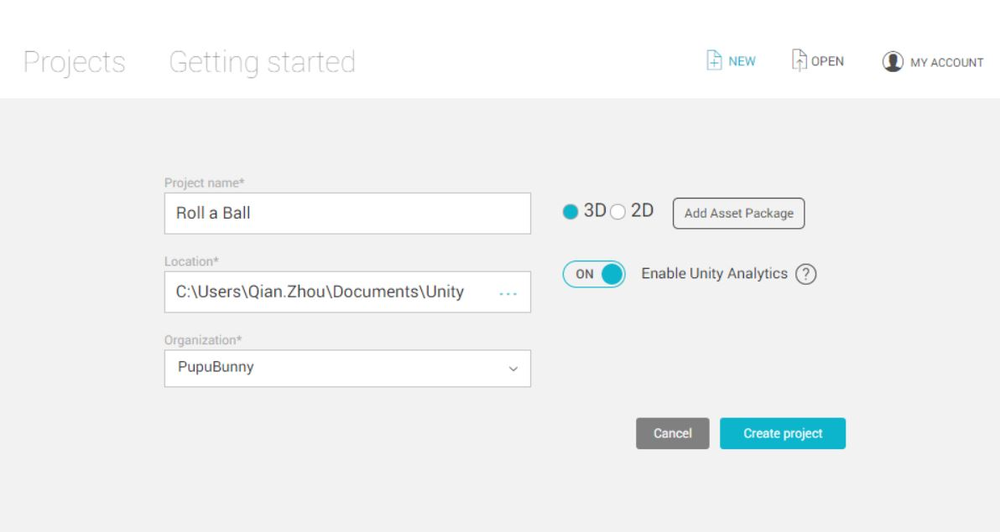 Projects Getting started NEW OPEN MY ACCOUNT
Project name*
Roll a Ball
3D 2D Add Asset Package
Location*
C:\Users\Qian.Zhou\Documents\Unity ...
ON Enable Unity Analytics ?
Organization*
PupuBunny
Cancel Create project